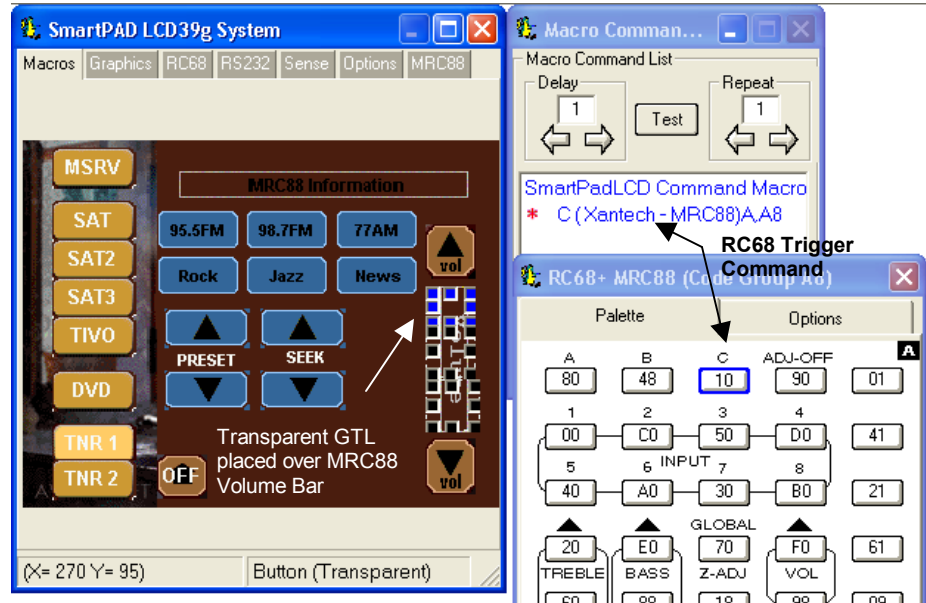 SmartPAD LCD39g System
Macros Graphics RC68 RS232 Sense Options MRC88
MSRV
SAT
SAT2
SAT3
TIVO
DVD
TNR 1
TNR 2
OFF
MRC88 Information
95.5FM 98.7FM 77AM
Rock Jazz News
PRESET SEEK
vol
vol
Transparent GTL
placed over MRC88
Volume Bar
(X= 270 Y= 95) Button (Transparent)
Macro Comman...
Macro Command List
Delay Repeat
1 Test 1
SmartPadLCD Command Macro
* C (Xantech - MRC88)A,A8
RC68 Trigger
Command
RC68+ MRC88 (Code Group A8)
Palette Options
A
A B C ADJ-OFF
80 48 10 90 01
1 2 3 4
00 C0 50 D0 41
5 6 INPUT 7 8
40 A0 30 B0 21
GLOBAL
20 E0 70 F0 61
TREBLE BASS Z-ADJ VOL